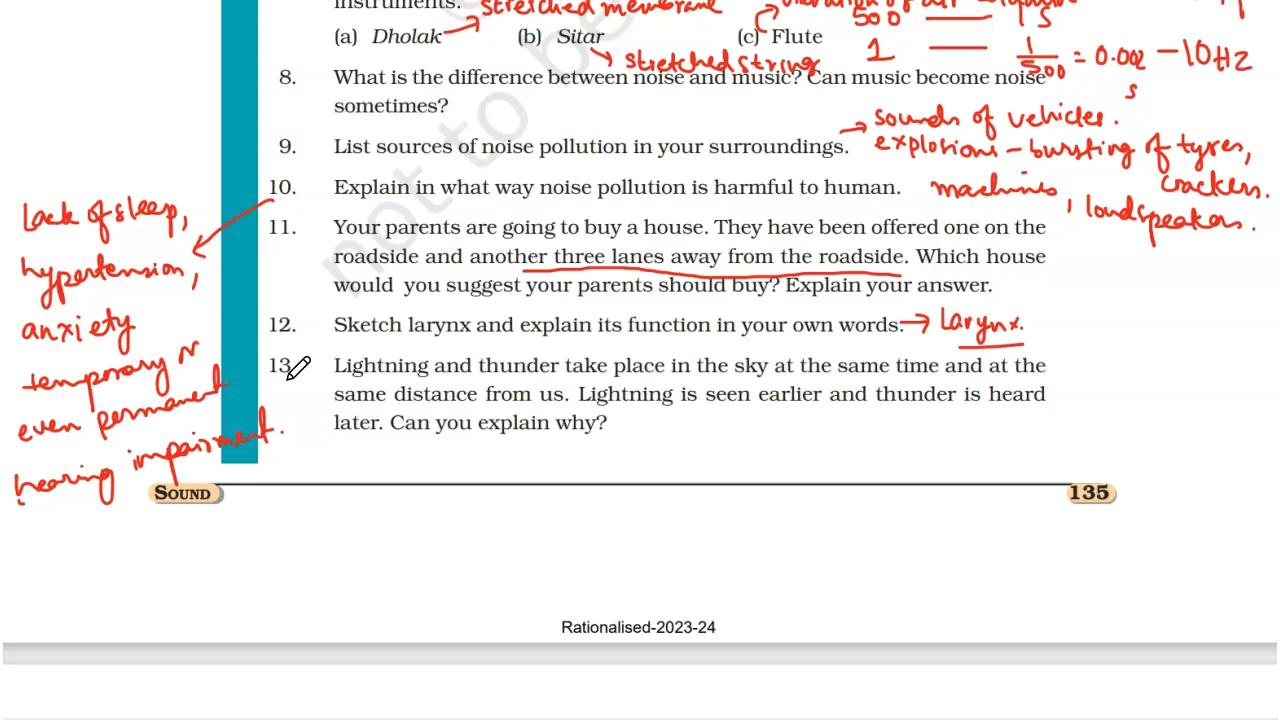 instruments. stretched membrane
500 — 1 s
(a) Dholak (b) Sitar (c) Flute
stretched string
1 — 1/500 = 0.002 s — 10Hz
8. What is the difference between noise and music? Can music become noise
sometimes?
→ sounds of vehicles.
9. List sources of noise pollution in your surroundings. explosions – bursting of tyres,
crackers.
10. Explain in what way noise pollution is harmful to human. machines, loudspeakers.
11. Your parents are going to buy a house. They have been offered one on the
roadside and another three lanes away from the roadside. Which house
would you suggest your parents should buy? Explain your answer.
12. Sketch larynx and explain its function in your own words. → Larynx.
13. Lightning and thunder take place in the sky at the same time and at the
same distance from us. Lightning is seen earlier and thunder is heard
later. Can you explain why?
Lack of sleep,
hypertension,
anxiety
temporary or
even permanent
hearing impairment.
SOUND 135
Rationalised-2023-24
not to be